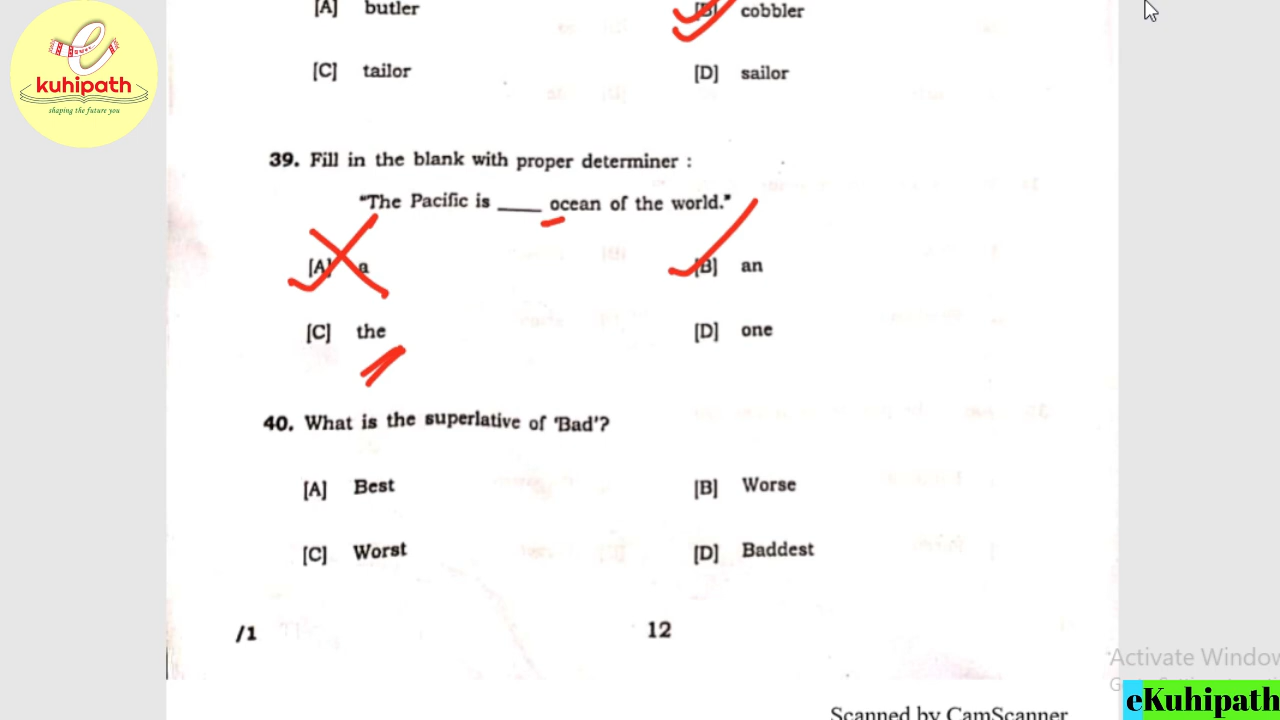 [A] butler [B] cobbler
[C] tailor [D] sailor
kuhipath
shaping the future you
39. Fill in the blank with proper determiner :
"The Pacific is ____ ocean of the world."
[A] a [B] an
[C] the [D] one
40. What is the superlative of 'Bad'?
[A] Best [B] Worse
[C] Worst [D] Baddest
/1 12
Activate Window
eKuhipath
Scanned by CamScanner